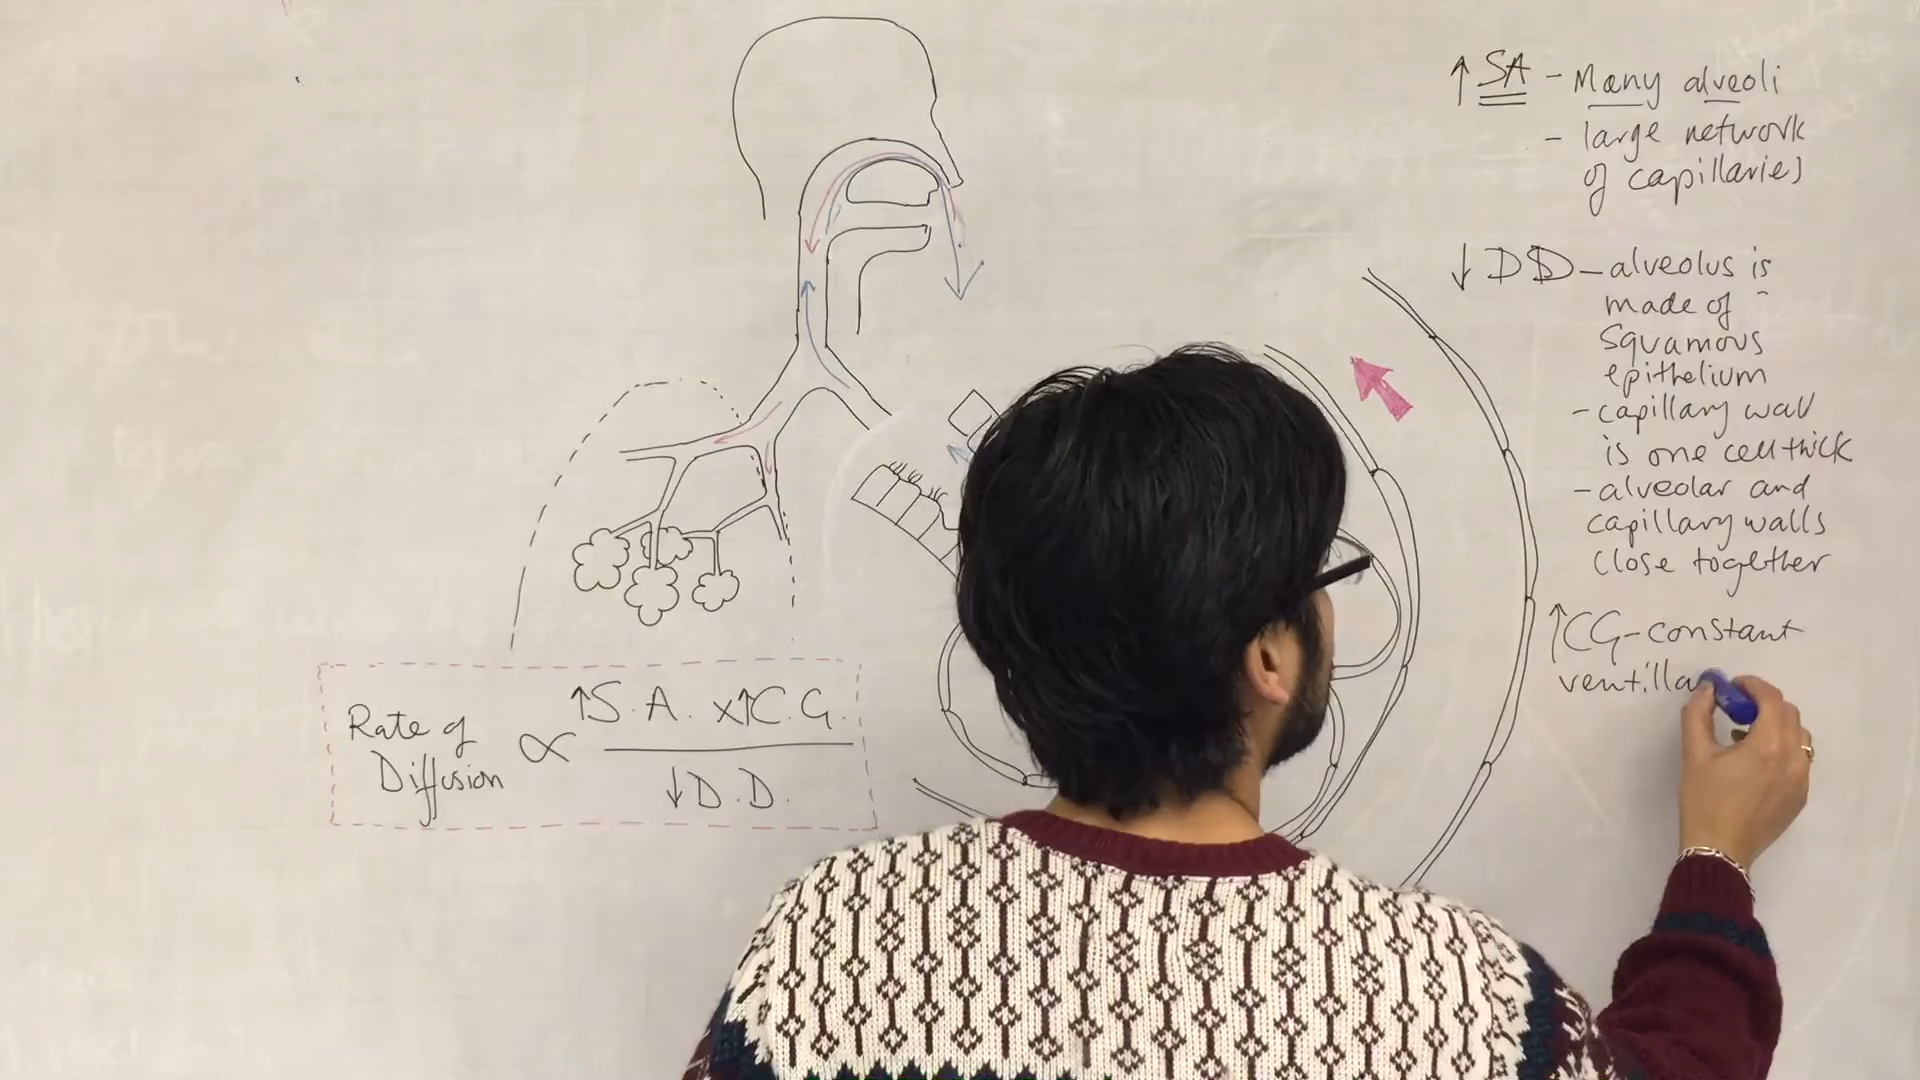 ↑ SA - Many alveoli
- large network
of capillaries
↓ DD - alveolus is
made of
squamous
epithelium
- capillary wall
is one cell thick
- alveolar and
capillary walls
close together
↑ CG - constant
ventilla
Rate of
Diffusion ∝ ↑S.A. x↑C.G.
↓D.D.